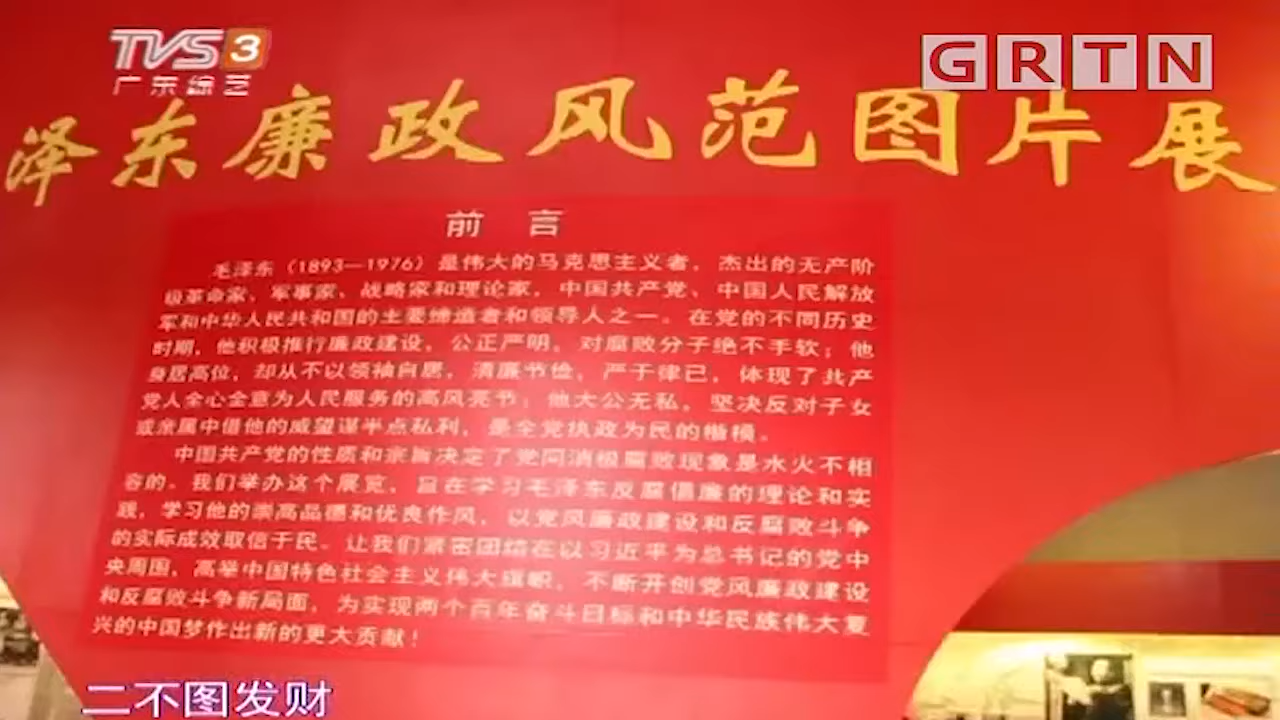 TVS3
广东综艺
GRTN
泽东廉政风范图片展
前 言
毛泽东（1893—1976）是伟大的马克思主义者，杰出的无产阶
级革命家、军事家、战略家和理论家，中国共产党、中国人民解放
军和中华人民共和国的主要缔造者和领导人之一。在党的不同历史
时期，他积极推行廉政建设，公正严明，对腐败分子绝不手软；他
身居高位，却从不以领袖自居，清廉节俭，严于律己，体现了共产
党人全心全意为人民服务的高风亮节；他大公无私，坚决反对子女
或亲属中借他的威望谋半点私利，是全党执政为民的楷模。
中国共产党的性质和宗旨决定了党同消极腐败现象是水火不相
容的。我们举办这个展览，旨在学习毛泽东反腐倡廉的理论和实
践，学习他的崇高品德和优良作风，以党风廉政建设和反腐败斗争
的实际成效取信于民。让我们紧密团结在以习近平为总书记的党中
央周围，高举中国特色社会主义伟大旗帜，不断开创党风廉政建设
和反腐败斗争新局面，为实现两个百年奋斗目标和中华民族伟大复
兴的中国梦作出新的更大贡献！
二不图发财